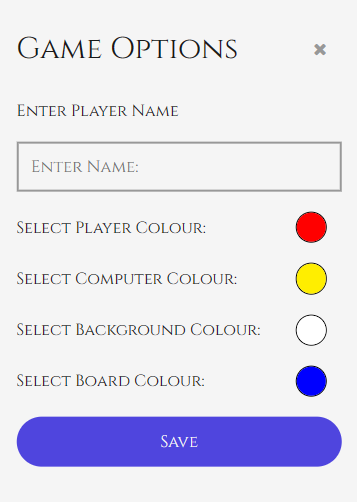 Game Options
Enter Player Name
Enter Name:
Select Player Colour:
Select Computer Colour:
Select Background Colour:
Select Board Colour:
Save